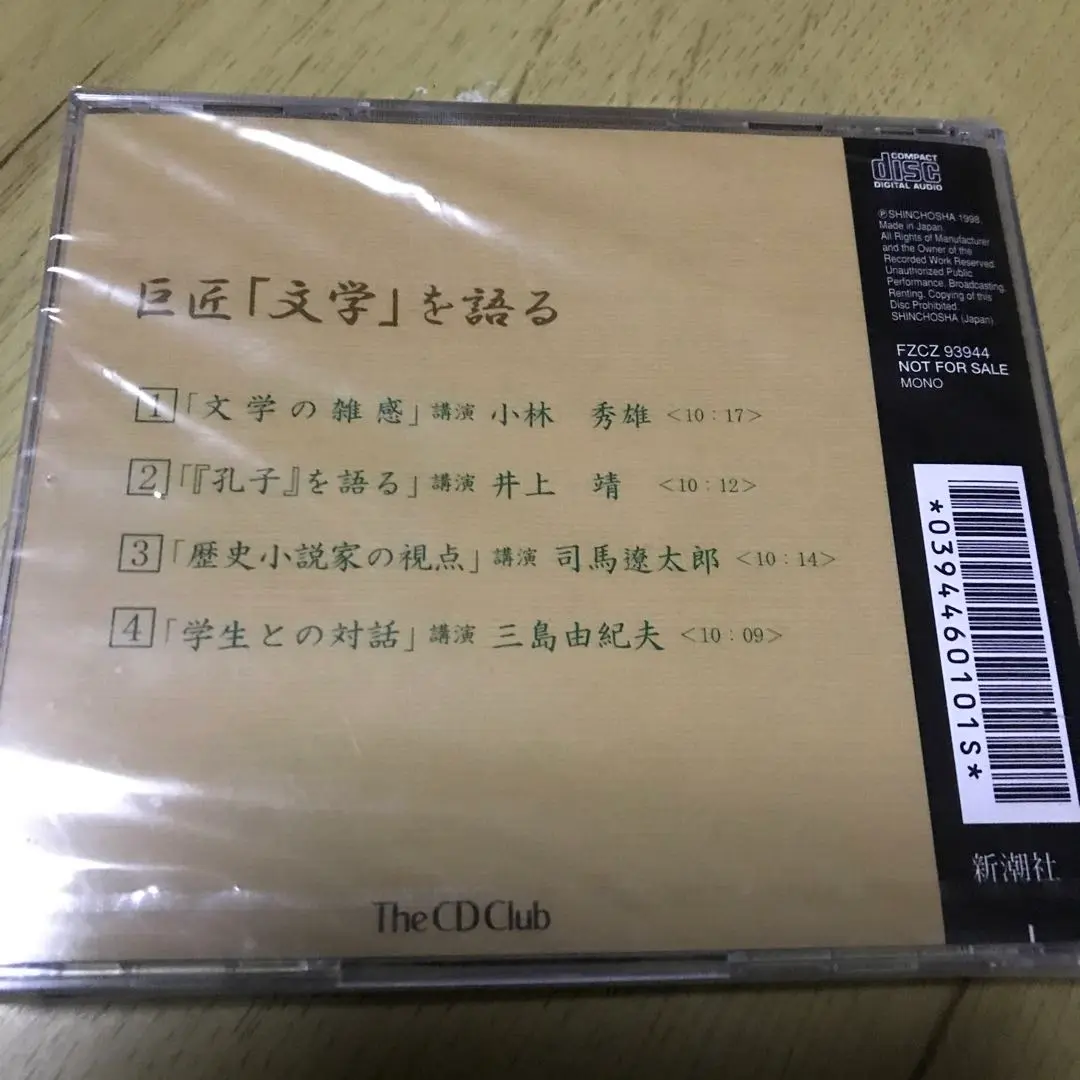 巨匠「文学」を語る
1 「文学の雑感」講演 小林 秀雄 <10:17>
2 「『孔子』を語る」講演 井上 靖 <10:12>
3 「歴史小説家の視点」講演 司馬遼太郎 <10:14>
4 「学生との対話」講演 三島由紀夫 <10:09>
The CD Club
COMPACT
disc
DIGITAL AUDIO
ⓅSHINCHOSHA 1998.
Made in Japan.
All Rights of Manufacturer
and the Owner of the
Recorded Work Reserved.
Unauthorized Public
Performance, Broadcasting.
Renting. Copying of this
Disc Prohibited.
SHINCHOSHA (Japan)
FZCZ 93944
NOT FOR SALE
MONO
*0394460101S*
新潮社